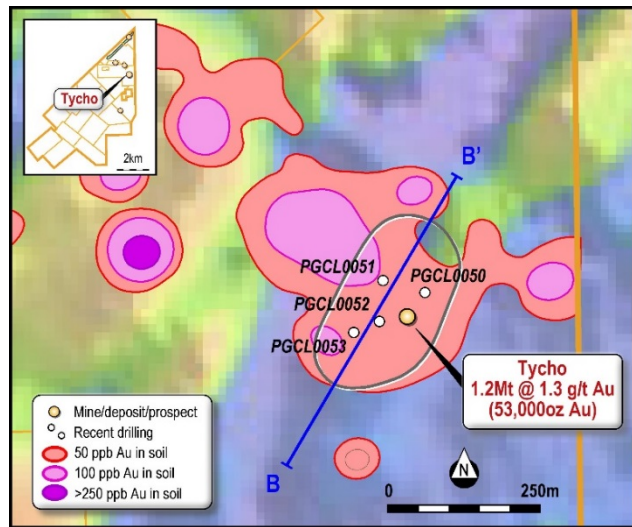 Tycho
2km
B'
PGCL0051
PGCL0050
PGCL0052
PGCL0053
Tycho
1.2Mt @ 1.3 g/t Au
(53,000oz Au)
Mine/deposit/prospect
Recent drilling
50 ppb Au in soil
100 ppb Au in soil
>250 ppb Au in soil
B
N
0
250m